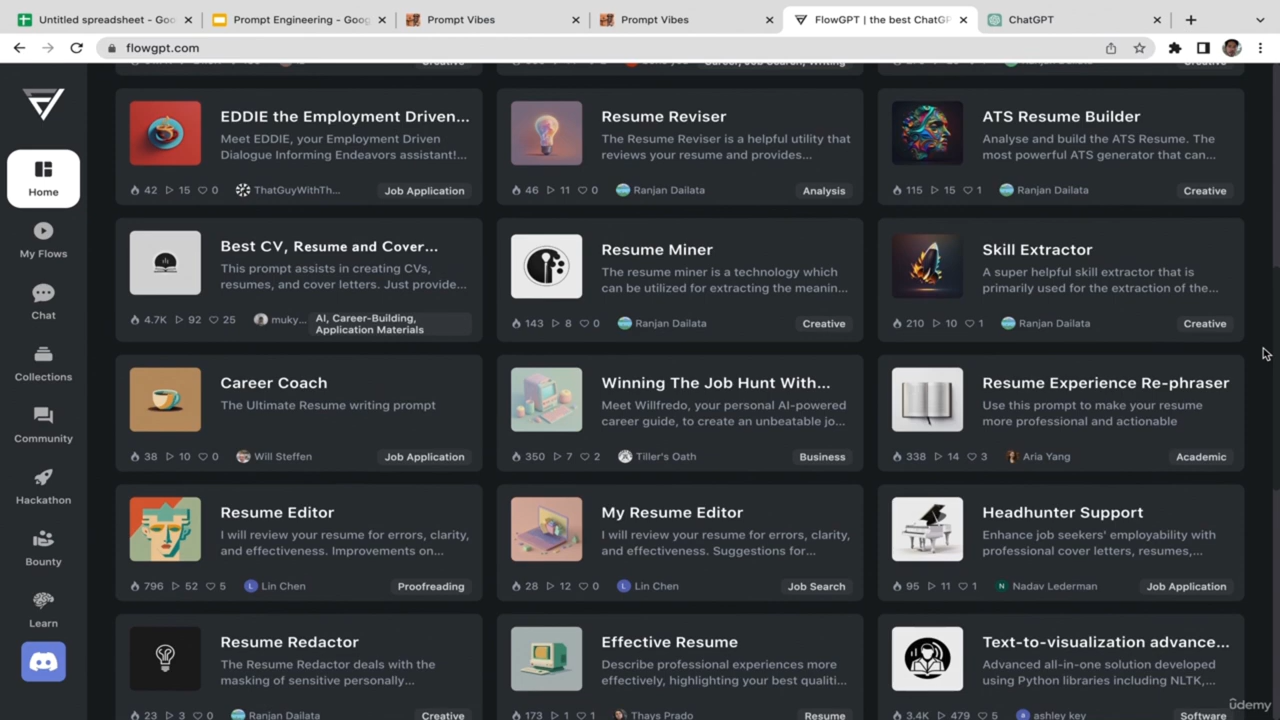 Untitled spreadsheet - Goo
Prompt Engineering - Goog
Prompt Vibes
Prompt Vibes
FlowGPT | the best ChatGP
ChatGPT
flowgpt.com
Home
My Flows
Chat
Collections
Community
Hackathon
Bounty
Learn
Creative
Career, Job Search, Writing
Ranjan Dailata
Creative
EDDIE the Employment Driven...
Meet EDDIE, your Employment Driven
Dialogue Informing Endeavors assistant!...
42 15 0 ThatGuyWithTh... Job Application
Resume Reviser
The Resume Reviser is a helpful utility that
reviews your resume and provides...
46 11 0 Ranjan Dailata Analysis
ATS Resume Builder
Analyse and build the ATS Resume. The
most powerful ATS generator that can...
115 15 1 Ranjan Dailata Creative
Best CV, Resume and Cover...
This prompt assists in creating CVs,
resumes, and cover letters. Just provide...
4.7K 92 25 muky... AI, Career-Building,
Application Materials
Resume Miner
The resume miner is a technology which
can be utilized for extracting the meanin...
143 8 0 Ranjan Dailata Creative
Skill Extractor
A super helpful skill extractor that is
primarily used for the extraction of the...
210 10 1 Ranjan Dailata Creative
Career Coach
The Ultimate Resume writing prompt
38 10 0 Will Steffen Job Application
Winning The Job Hunt With...
Meet Willfredo, your personal AI-powered
career guide, to create an unbeatable jo...
350 7 2 Tiller's Oath Business
Resume Experience Re-phraser
Use this prompt to make your resume
more professional and actionable
338 14 3 Aria Yang Academic
Resume Editor
I will review your resume for errors, clarity,
and effectiveness. Improvements on...
796 52 5 L Lin Chen Proofreading
My Resume Editor
I will review your resume for errors, clarity,
and effectiveness. Suggestions for...
28 12 0 L Lin Chen Job Search
Headhunter Support
Enhance job seekers' employability with
professional cover letters, resumes,...
95 11 1 N Nadav Lederman Job Application
Resume Redactor
The Resume Redactor deals with the
masking of sensitive personally...
23 3 0 Ranjan Dailata Creative
Effective Resume
Describe professional experiences more
effectively, highlighting your best qualiti...
173 1 1 Thays Prado Resume
Text-to-visualization advance...
Advanced all-in-one solution developed
using Python libraries including NLTK,...
3.4K 479 5 a ashley key Software
ûdemy